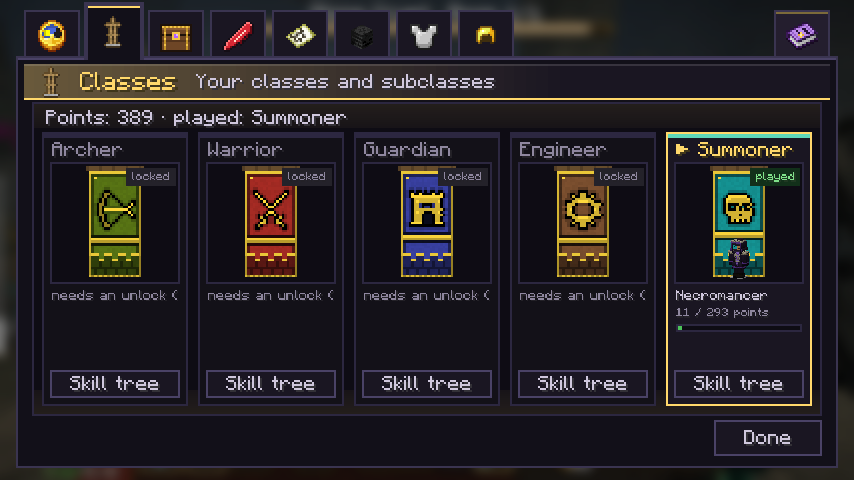 Classes Your classes and subclasses
Points: 389 · played: Summoner
Archer
locked
needs an unlock
Skill tree
Warrior
locked
needs an unlock
Skill tree
Guardian
locked
needs an unlock
Skill tree
Engineer
locked
needs an unlock
Skill tree
► Summoner
played
Necromancer
11 / 293 points
Skill tree
Done